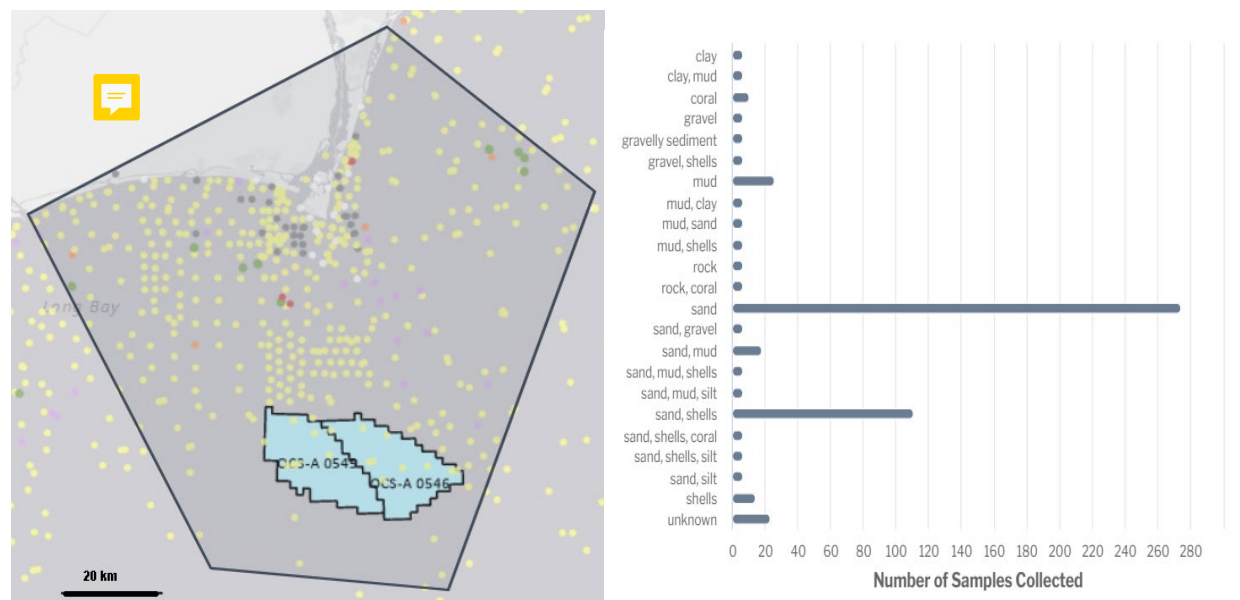 Long Bay
OCS-A 0545
OCS-A 0546
20 km
clay
clay, mud
coral
gravel
gravelly sediment
gravel, shells
mud
mud, clay
mud, sand
mud, shells
rock
rock, coral
sand
sand, gravel
sand, mud
sand, mud, shells
sand, mud, silt
sand, shells
sand, shells, coral
sand, shells, silt
sand, silt
shells
unknown
0 20 40 60 80 100 120 140 160 180 200 220 240 260 280
Number of Samples Collected